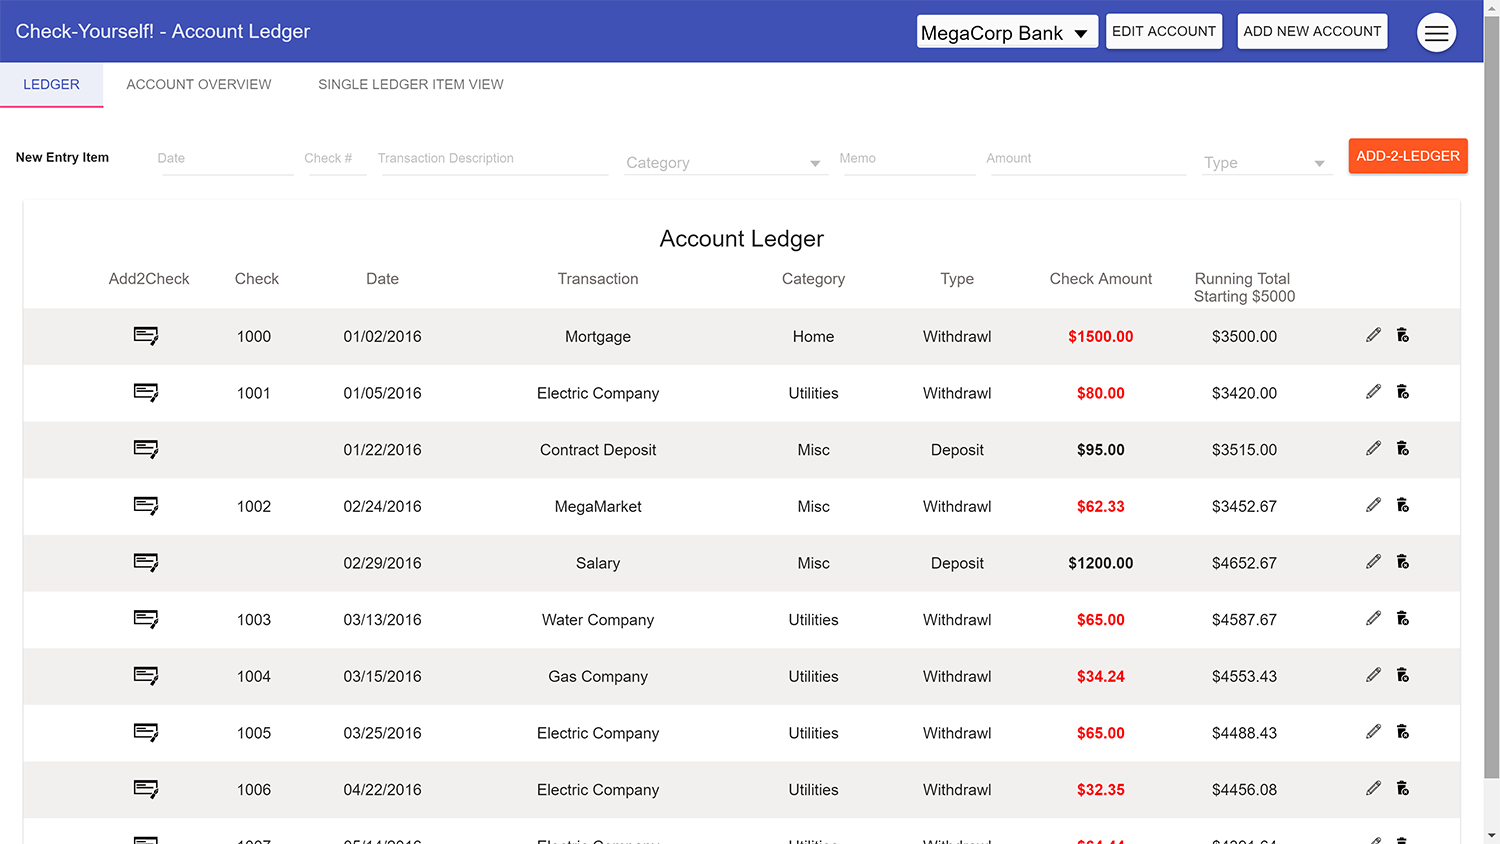 Check-Yourself! - Account Ledger
MegaCorp Bank
EDIT ACCOUNT
ADD NEW ACCOUNT
LEDGER
ACCOUNT OVERVIEW
SINGLE LEDGER ITEM VIEW
New Entry Item
Date
Check #
Transaction Description
Category
Memo
Amount
Type
ADD-2-LEDGER
Account Ledger
Add2Check Check Date Transaction Category Type Check Amount Running Total
Starting $5000
1000 01/02/2016 Mortgage Home Withdrawl $1500.00 $3500.00
1001 01/05/2016 Electric Company Utilities Withdrawl $80.00 $3420.00
01/22/2016 Contract Deposit Misc Deposit $95.00 $3515.00
1002 02/24/2016 MegaMarket Misc Withdrawl $62.33 $3452.67
02/29/2016 Salary Misc Deposit $1200.00 $4652.67
1003 03/13/2016 Water Company Utilities Withdrawl $65.00 $4587.67
1004 03/15/2016 Gas Company Utilities Withdrawl $34.24 $4553.43
1005 03/25/2016 Electric Company Utilities Withdrawl $65.00 $4488.43
1006 04/22/2016 Electric Company Utilities Withdrawl $32.35 $4456.08